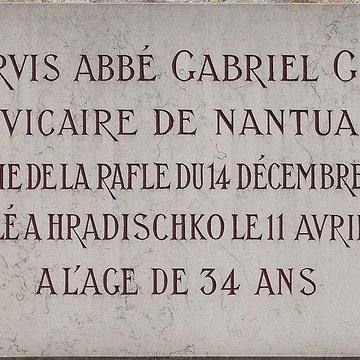 RVIS ABBÉ GABRIEL G
VICAIRE DE NANTUA
ME DE LA RAFLE DU 14 DÉCEMBRE
LÉ A HRADISCHKO LE 11 AVRI
A L'AGE DE 34 ANS